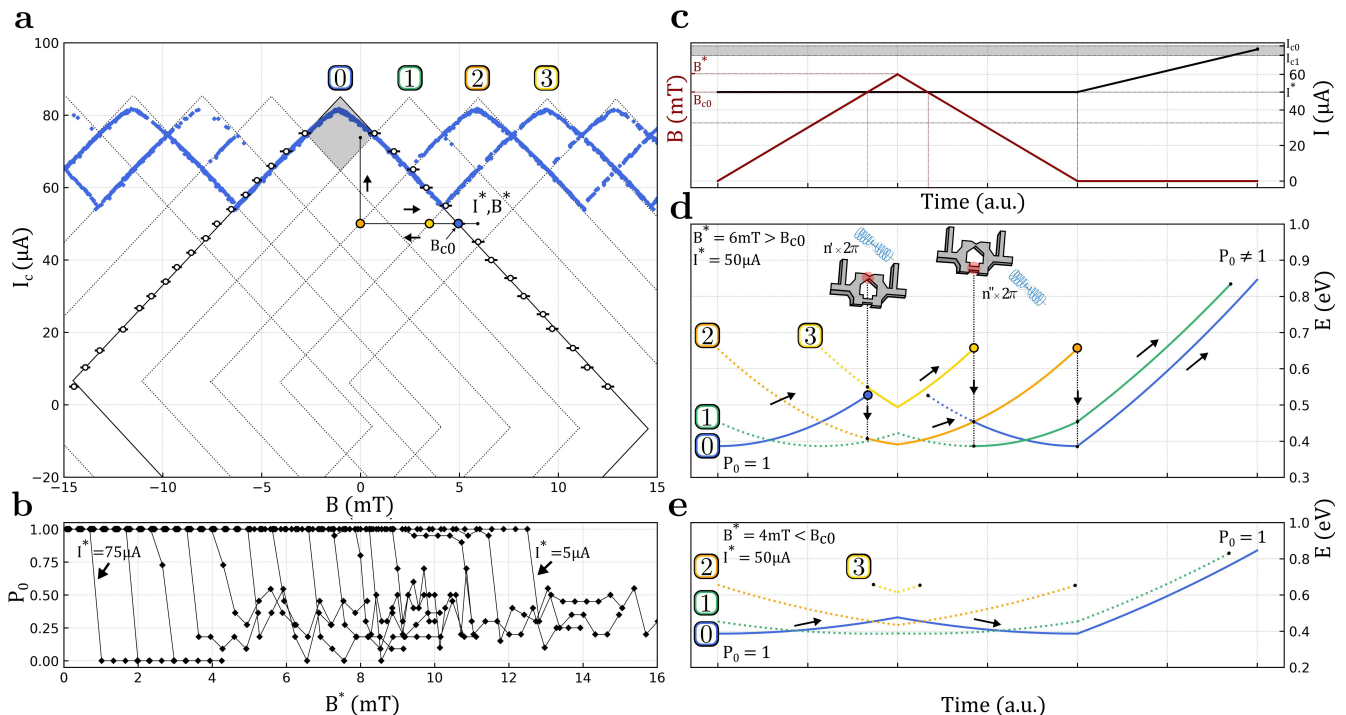 a
100
80
60
40
20
0
−20
I_c (μA)
0
1
2
3
I*,B*
B_c0
−15
−10
−5
0
5
10
15
B (mT)
b
1.00
0.75
0.50
0.25
0.00
P_0
I*=75μA
I*=5μA
0
2
4
6
8
10
12
14
16
B* (mT)
c
B (mT)
B*
B_c0
I_c0
I_c1
60
I*
40
20
0
I (μA)
Time (a.u.)
d
B* = 6mT > B_c0
I* = 50μA
n'×2π
n''×2π
P_0 ≠ 1
2
3
1
0
P_0 = 1
1.0
0.9
0.8
0.7
0.6
0.5
0.4
0.3
E (eV)
e
B* = 4mT < B_c0
I* = 50μA
P_0 = 1
2
3
1
0
P_0 = 1
1.0
0.8
0.6
0.4
0.2
E (eV)
Time (a.u.)